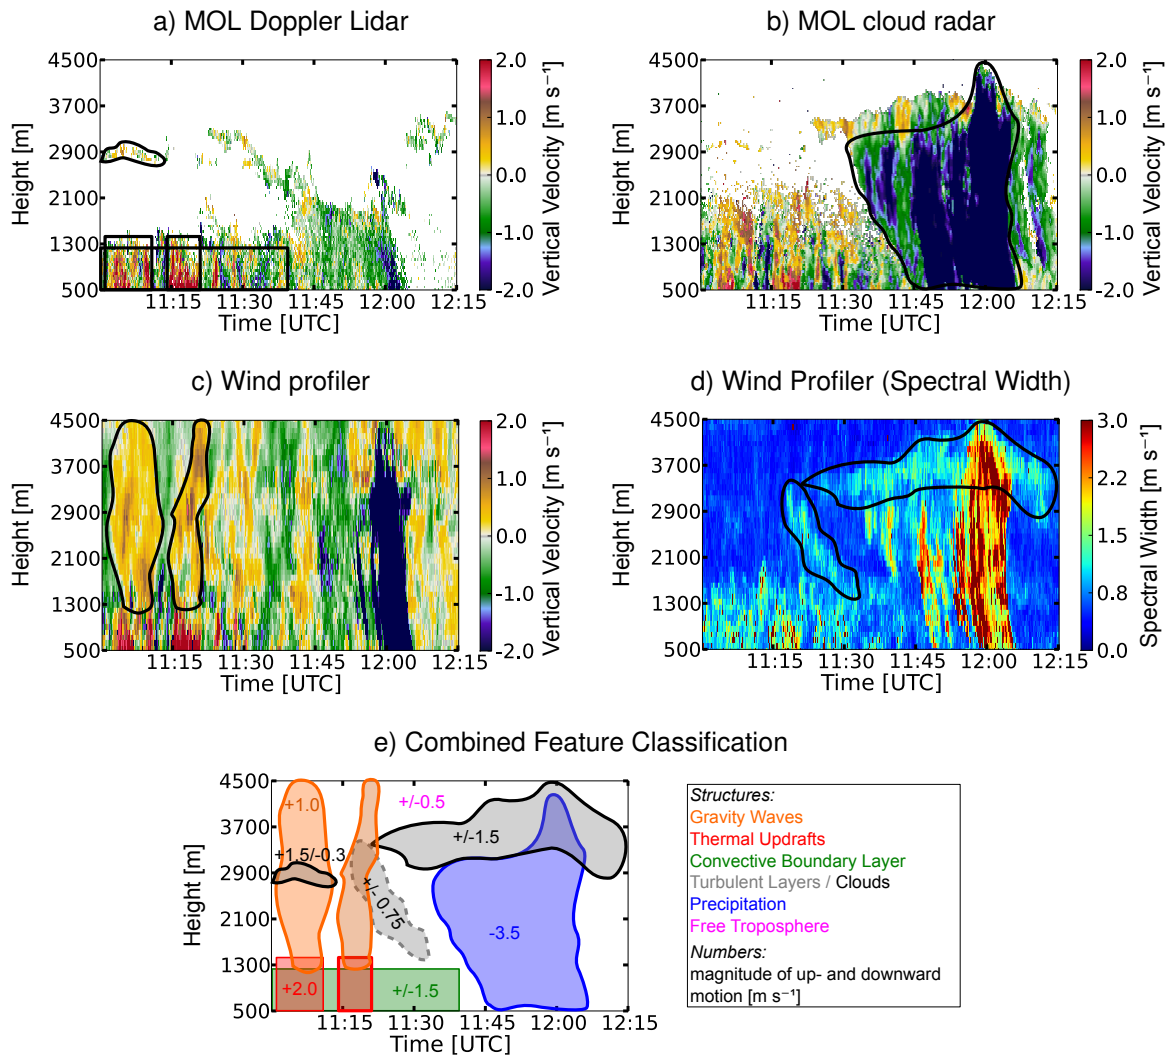 a) MOL Doppler Lidar
4500
3700
2900
2100
1300
500
Height [m]
11:15 11:30 11:45 12:00 12:15
Time [UTC]
2.0
1.0
0.0
-1.0
-2.0
Vertical Velocity [m s⁻¹]
b) MOL cloud radar
4500
3700
2900
2100
1300
500
Height [m]
11:15 11:30 11:45 12:00 12:15
Time [UTC]
2.0
1.0
0.0
-1.0
-2.0
Vertical Velocity [m s⁻¹]
c) Wind profiler
4500
3700
2900
2100
1300
500
Height [m]
11:15 11:30 11:45 12:00 12:15
Time [UTC]
2.0
1.0
0.0
-1.0
-2.0
Vertical Velocity [m s⁻¹]
d) Wind Profiler (Spectral Width)
4500
3700
2900
2100
1300
500
Height [m]
11:15 11:30 11:45 12:00 12:15
Time [UTC]
3.0
2.2
1.5
0.8
0.0
Spectral Width [m s⁻¹]
e) Combined Feature Classification
4500
3700
2900
2100
1300
500
Height [m]
+1.0
+/-0.5
+/-1.5
+1.5/-0.3
+/- 0.75
-3.5
+2.0
+/-1.5
11:15 11:30 11:45 12:00 12:15
Time [UTC]
Structures:
Gravity Waves
Thermal Updrafts
Convective Boundary Layer
Turbulent Layers / Clouds
Precipitation
Free Troposphere
Numbers:
magnitude of up- and downward
motion [m s⁻¹]